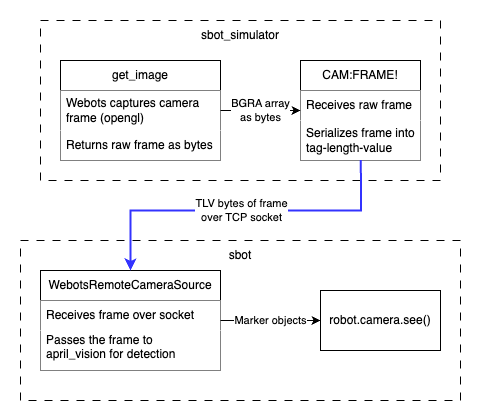 sbot_simulator
get_image
Webots captures camera
frame (opengl)
Returns raw frame as bytes
BGRA array
as bytes
CAM:FRAME!
Receives raw frame
Serializes frame into
tag-length-value
TLV bytes of frame
over TCP socket
sbot
WebotsRemoteCameraSource
Receives frame over socket
Passes the frame to
april_vision for detection
Marker objects
robot.camera.see()